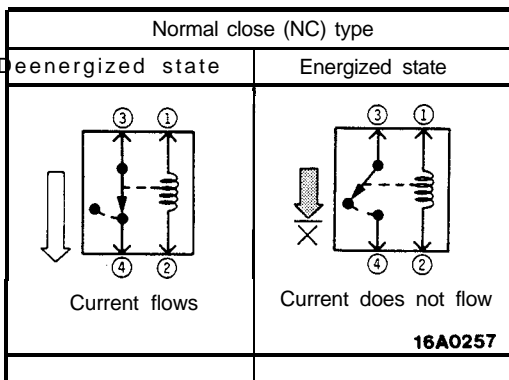 Normal close (NC) type
Deenergized state
Energized state
3 1
4 2
Current flows
3 1
4 2
Current does not flow
16A0257